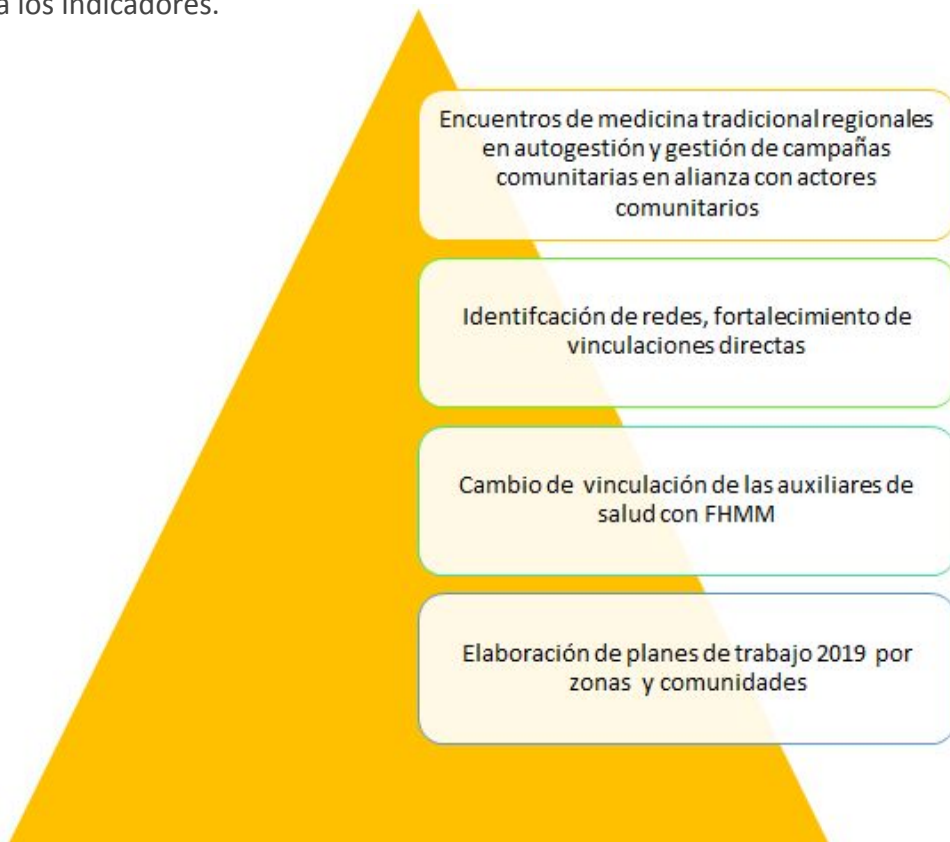 a los indicadores.
Encuentros de medicina tradicional regionales
en autogestión y gestión de campañas
comunitarias en alianza con actores
comunitarios
Identifcación de redes, fortalecimiento de
vinculaciones directas
Cambio de vinculación de las auxiliares de
salud con FHMM
Elaboración de planes de trabajo 2019 por
zonas y comunidades